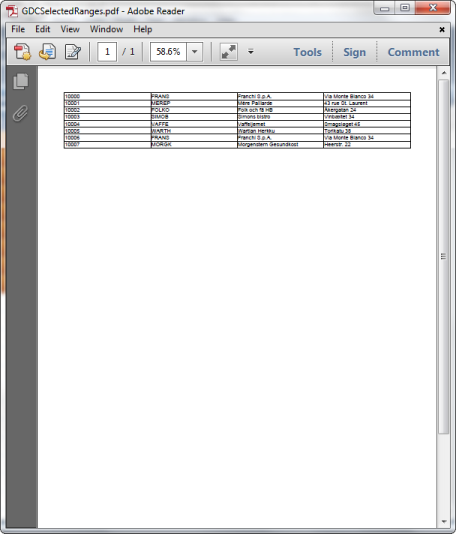 GDCSelectedRanges.pdf - Adobe Reader
File Edit View Window Help
1 / 1 58.6% Tools Sign Comment
10000 FRANS Franchi S.p.A. Via Monte Bianco 34
10001 MEREP Mère Paillarde 43 rue St. Laurent
10002 FOLKO Folk och fä HB Åkergatan 24
10003 SIMOB Simons bistro Vinbæltet 34
10004 VAFFE Vaffeljernet Smagsløget 45
10005 WARTH Wartian Herkku Torikatu 38
10006 FRANS Franchi S.p.A. Via Monte Bianco 34
10007 MORGK Morgenstern Gesundkost Heerstr. 22